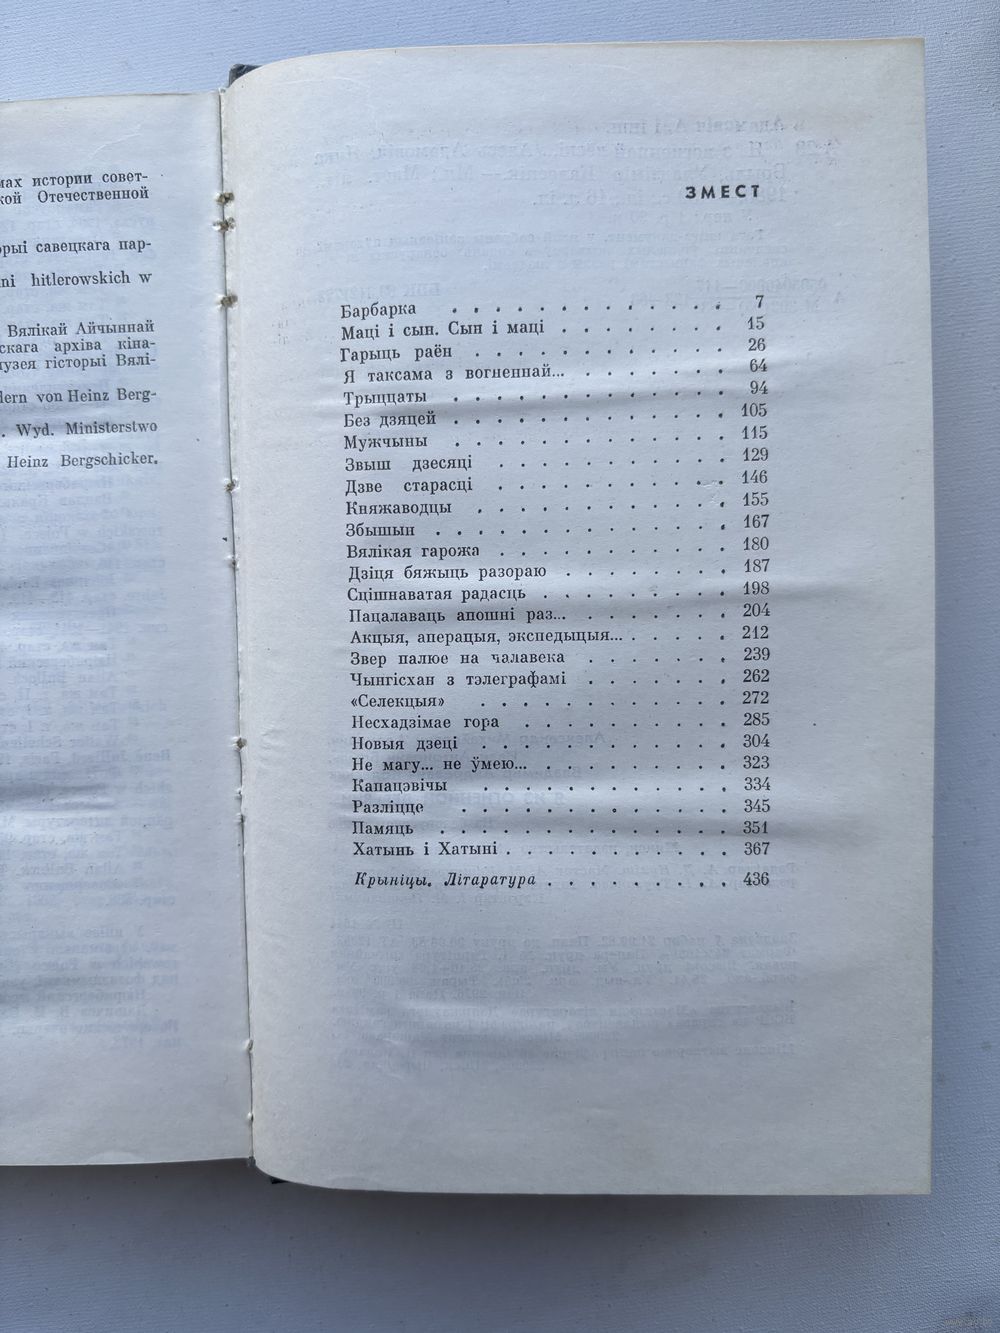 мах истории совет-
кой Отечественной
орыі савецкага пар-
ni hitlerowskich w
Вялікай Айчыннай
скага архіва кіна-
музея гісторыі Вялі-
dern von Heinz Berg-
. Wyd. Ministerstwo
Heinz Bergschicker.
ЗМЕСТ
Барбарка . . . . . . . . . . 7
Маці і сын. Сын і маці . . . . . . 15
Гарыць раён . . . . . . . . . 26
Я таксама з вогненнай... . . . . . . 64
Трыццаты . . . . . . . . . . 94
Без дзяцей . . . . . . . . . . 105
Мужчыны . . . . . . . . . . 115
Звыш дзесяці . . . . . . . . 129
Дзве старасці . . . . . . . . 146
Княжаводцы . . . . . . . . . 155
Збышын . . . . . . . . . . 167
Вялікая гарожа . . . . . . . . 180
Дзіця бяжыць разораю . . . . . . 187
Сцішнаватая радасць . . . . . . . 198
Пацалаваць апошні раз... . . . . . . 204
Акцыя, аперацыя, экспедыцыя... . . . . 212
Звер палюе на чалавека . . . . . 239
Чынгісхан з тэлеграфамі . . . . . 262
«Селекцыя» . . . . . . . . . 272
Несхадзімае гора . . . . . . . 285
Новыя дзеці . . . . . . . . . 304
Не магу... не ўмею... . . . . . . . 323
Капацэвічы . . . . . . . . . 334
Разліцце . . . . . . . . . . 345
Памяць . . . . . . . . . . 351
Хатынь і Хатыні . . . . . . . . 367
Крыніцы. Літаратура . . . . . . . 436